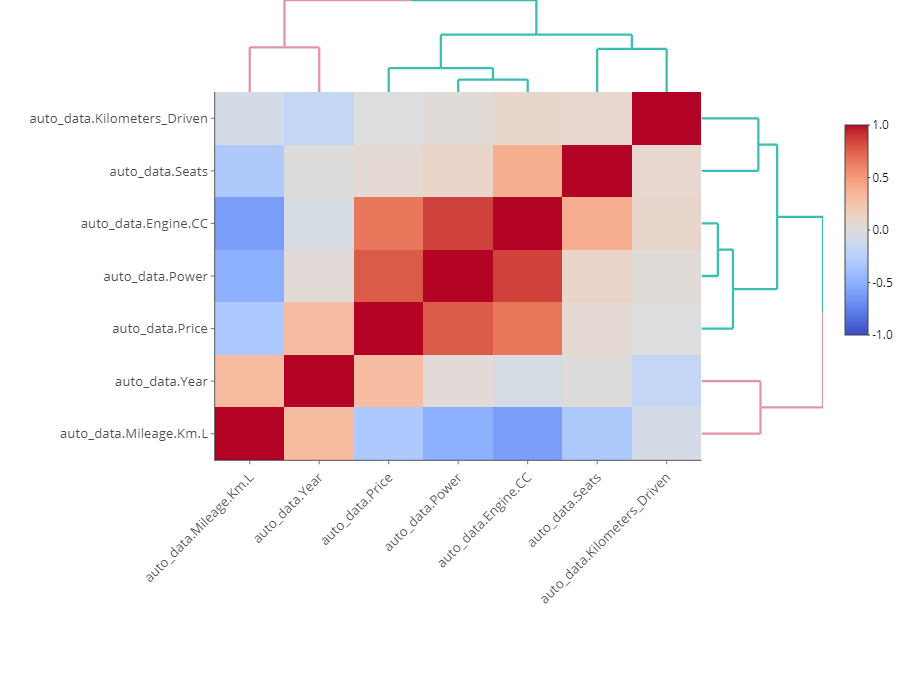 auto_data.Kilometers_Driven
auto_data.Seats
auto_data.Engine.CC
auto_data.Power
auto_data.Price
auto_data.Year
auto_data.Mileage.Km.L
1.0
0.5
0.0
-0.5
-1.0
auto_data.Mileage.Km.L
auto_data.Year
auto_data.Price
auto_data.Power
auto_data.Engine.CC
auto_data.Seats
auto_data.Kilometers_Driven